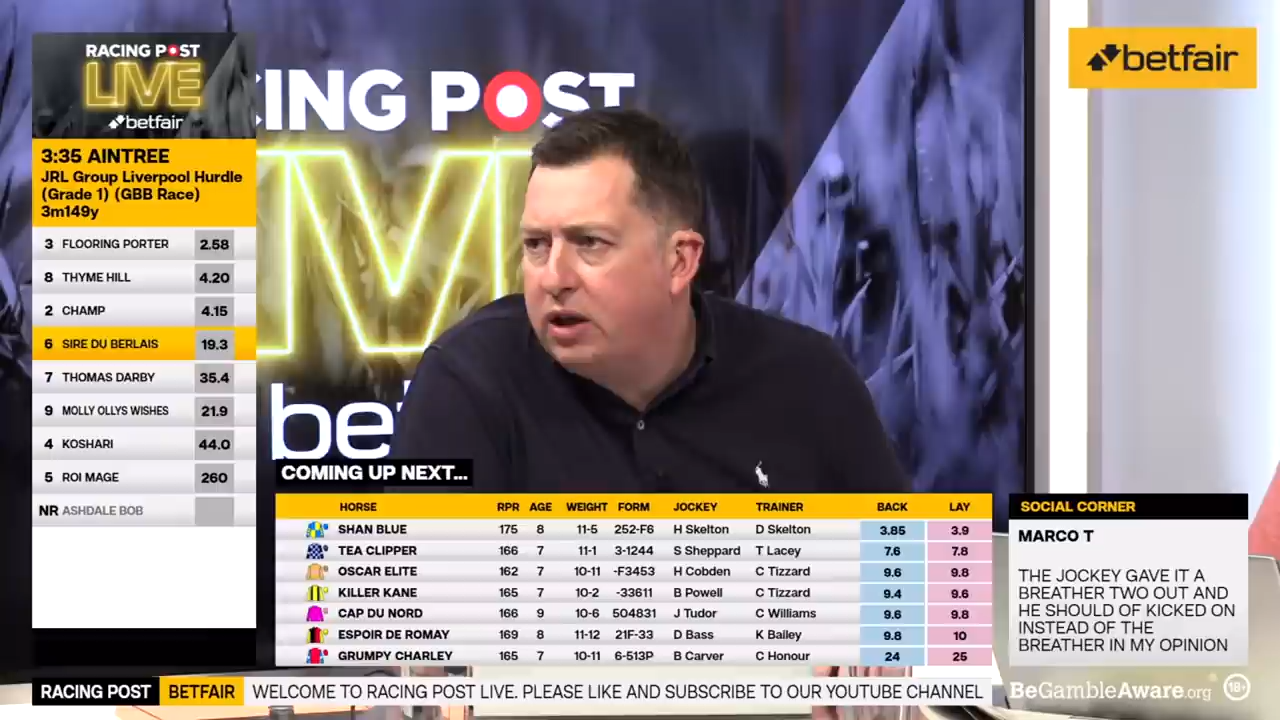 RACING POST
LIVE
betfair
3:35 AINTREE
JRL Group Liverpool Hurdle
(Grade 1) (GBB Race)
3m149y
3 FLOORING PORTER 2.58
8 THYME HILL 4.20
2 CHAMP 4.15
6 SIRE DU BERLAIS 19.3
7 THOMAS DARBY 35.4
9 MOLLY OLLYS WISHES 21.9
4 KOSHARI 44.0
5 ROI MAGE 260
NR ASHDALE BOB
CING POST
be
betfair
COMING UP NEXT...
HORSE RPR AGE WEIGHT FORM JOCKEY TRAINER BACK LAY
SHAN BLUE 175 8 11-5 252-F6 H Skelton D Skelton 3.85 3.9
TEA CLIPPER 166 7 11-1 3-1244 S Sheppard T Lacey 7.6 7.8
OSCAR ELITE 162 7 10-11 -F3453 H Cobden C Tizzard 9.6 9.8
KILLER KANE 165 7 10-2 -33611 B Powell C Tizzard 9.4 9.6
CAP DU NORD 166 9 10-6 504831 J Tudor C Williams 9.6 9.8
ESPOIR DE ROMAY 169 8 11-12 21F-33 D Bass K Bailey 9.8 10
GRUMPY CHARLEY 165 7 10-11 6-513P B Carver C Honour 24 25
SOCIAL CORNER
MARCO T
THE JOCKEY GAVE IT A
BREATHER TWO OUT AND
HE SHOULD OF KICKED ON
INSTEAD OF THE
BREATHER IN MY OPINION
RACING POST BETFAIR WELCOME TO RACING POST LIVE. PLEASE LIKE AND SUBSCRIBE TO OUR YOUTUBE CHANNEL
BeGambleAware.org 18+